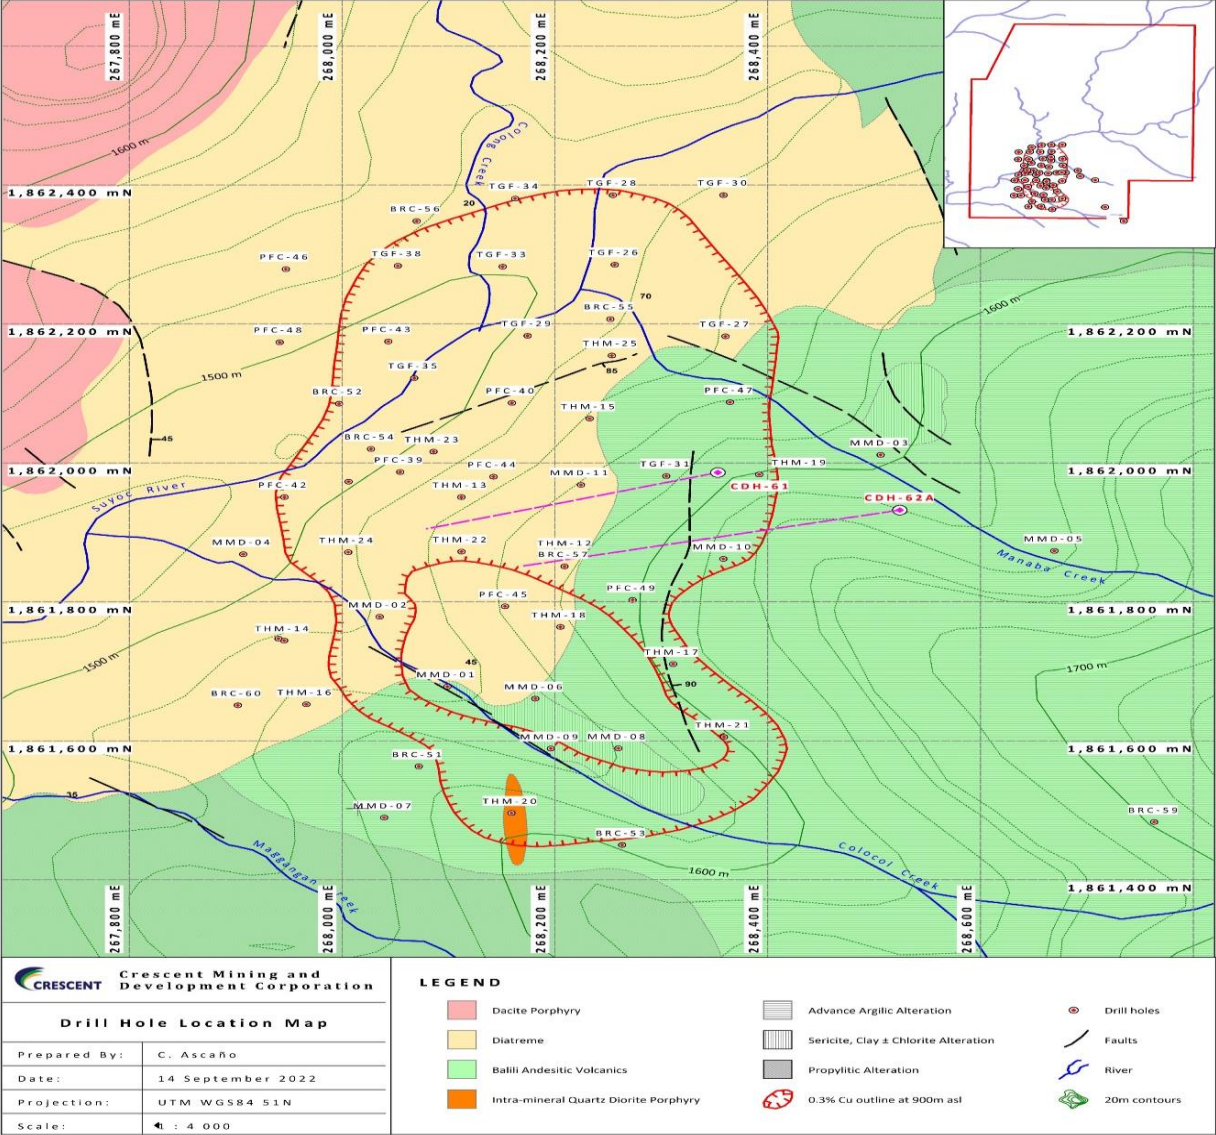 267,800 mE
268,000 mE
268,200 mE
268,400 mE
1600 m
Colong Creek
1,862,400 mN
TGF-34
TGF-28
TGF-30
20
BRC-56
PFC-46
TGF-38
TGF-33
TGF-26
70
BRC-55
1600 m
1,862,200 mN
PFC-48
PFC-43
TGF-29
TGF-27
1,862,200 mN
THM-25
85
1500 m
TGF-35
BRC-52
PFC-40
PFC-47
THM-15
45
BRC-54
THM-23
MMD-03
1,862,000 mN
PFC-39
PFC-44
MMD-11
TGF-31
THM-19
1,862,000 mN
Suyoc River
PFC-42
THM-13
CDH-61
CDH-62A
MMD-04
THM-24
THM-22
THM-12
BRC-57
MMD-10
MMD-05
Manaba Creek
PFC-49
PFC-45
1,861,800 mN
MMD-02
THM-18
1,861,800 mN
THM-14
1500 m
45
THM-17
1700 m
MMD-01
90
BRC-60
THM-16
MMD-06
THM-21
1,861,600 mN
MMD-09
MMD-08
1,861,600 mN
BRC-51
35
MMD-07
THM-20
BRC-59
BRC-53
Maggangan Creek
Colocol Creek
1600 m
1,861,400 mN
267,800 mE
268,000 mE
268,200 mE
268,400 mE
268,600 mE
CRESCENT
Crescent Mining and
Development Corporation
Drill Hole Location Map
Prepared By: C. Ascaño
Date: 14 September 2022
Projection: UTM WGS84 51N
Scale: 1 : 4 000
LEGEND
Dacite Porphyry
Diatreme
Balili Andesitic Volcanics
Intra-mineral Quartz Diorite Porphyry
Advance Argilic Alteration
Sericite, Clay ± Chlorite Alteration
Propylitic Alteration
0.3% Cu outline at 900m asl
Drill holes
Faults
River
20m contours